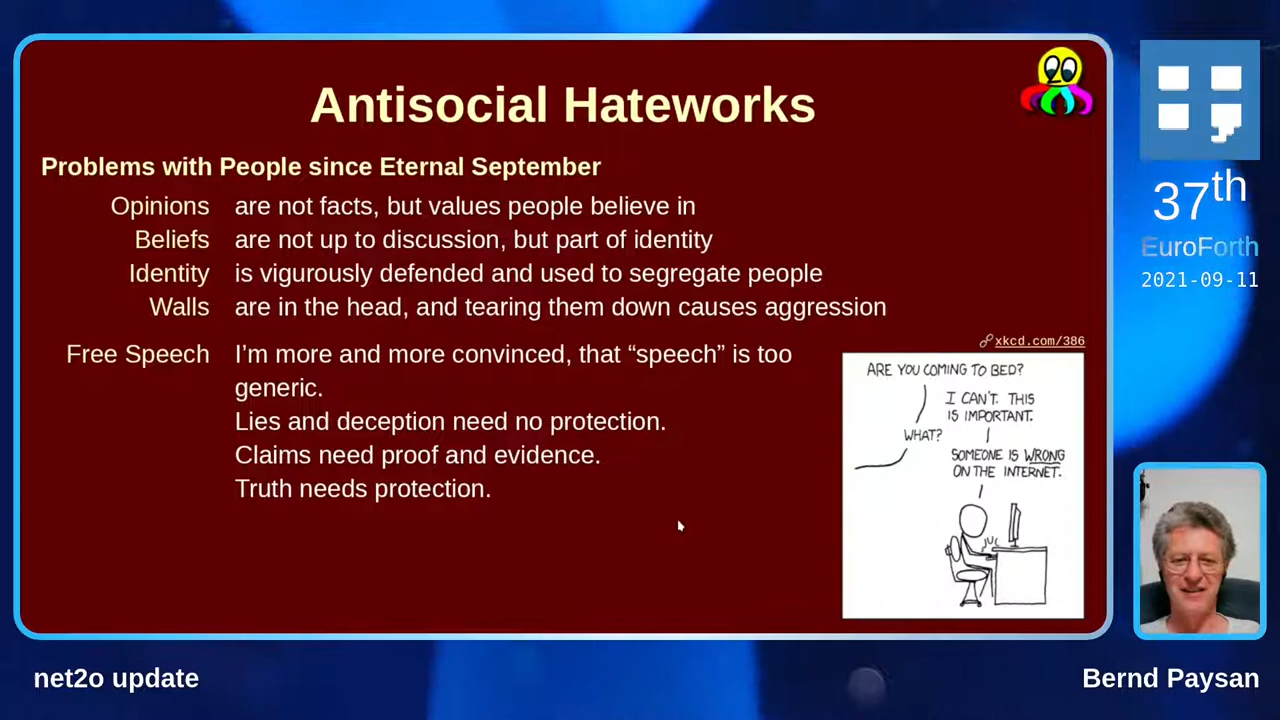 Antisocial Hateworks
Problems with People since Eternal September
Opinions are not facts, but values people believe in
Beliefs are not up to discussion, but part of identity
Identity is vigurously defended and used to segregate people
Walls are in the head, and tearing them down causes aggression
Free Speech I'm more and more convinced, that “speech” is too
generic.
Lies and deception need no protection.
Claims need proof and evidence.
Truth needs protection.
xkcd.com/386
ARE YOU COMING TO BED?
I CAN'T. THIS
IS IMPORTANT.
WHAT?
SOMEONE IS WRONG
ON THE INTERNET.
37th
EuroForth
2021-09-11
net2o update
Bernd Paysan